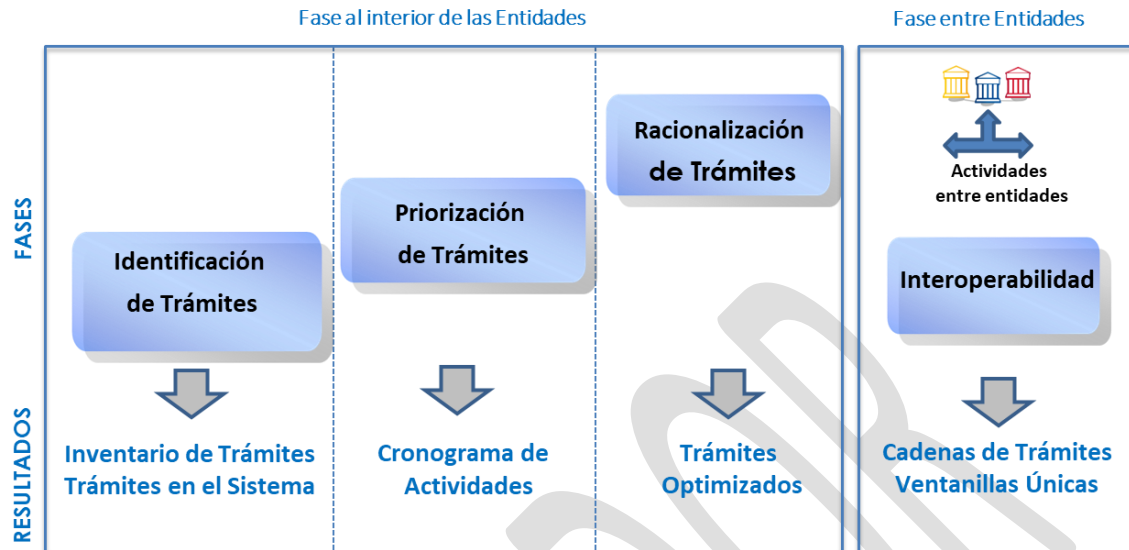 Fase al interior de las Entidades
Fase entre Entidades
FASES
Identificación
de Trámites
Priorización
de Trámites
Racionalización
de Trámites
Actividades
entre entidades
Interoperabilidad
RESULTADOS
Inventario de Trámites
Trámites en el Sistema
Cronograma de
Actividades
Trámites
Optimizados
Cadenas de Trámites
Ventanillas Únicas